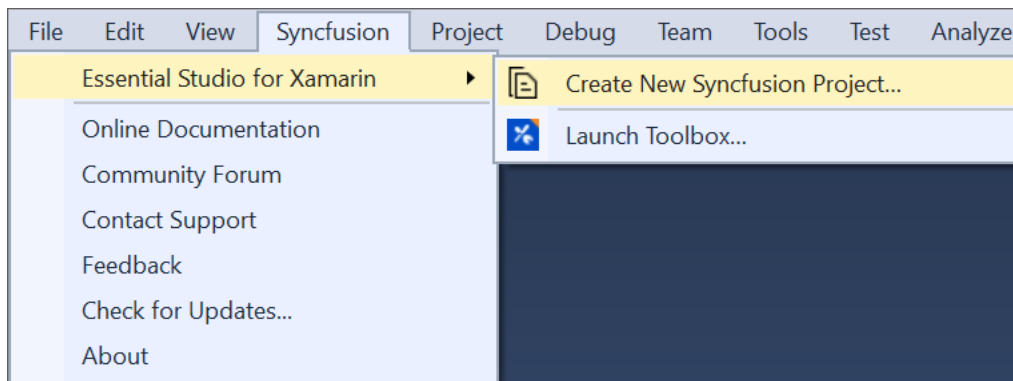 File Edit View Syncfusion Project Debug Team Tools Test Analyze
Essential Studio for Xamarin
Create New Syncfusion Project...
Launch Toolbox...
Online Documentation
Community Forum
Contact Support
Feedback
Check for Updates...
About